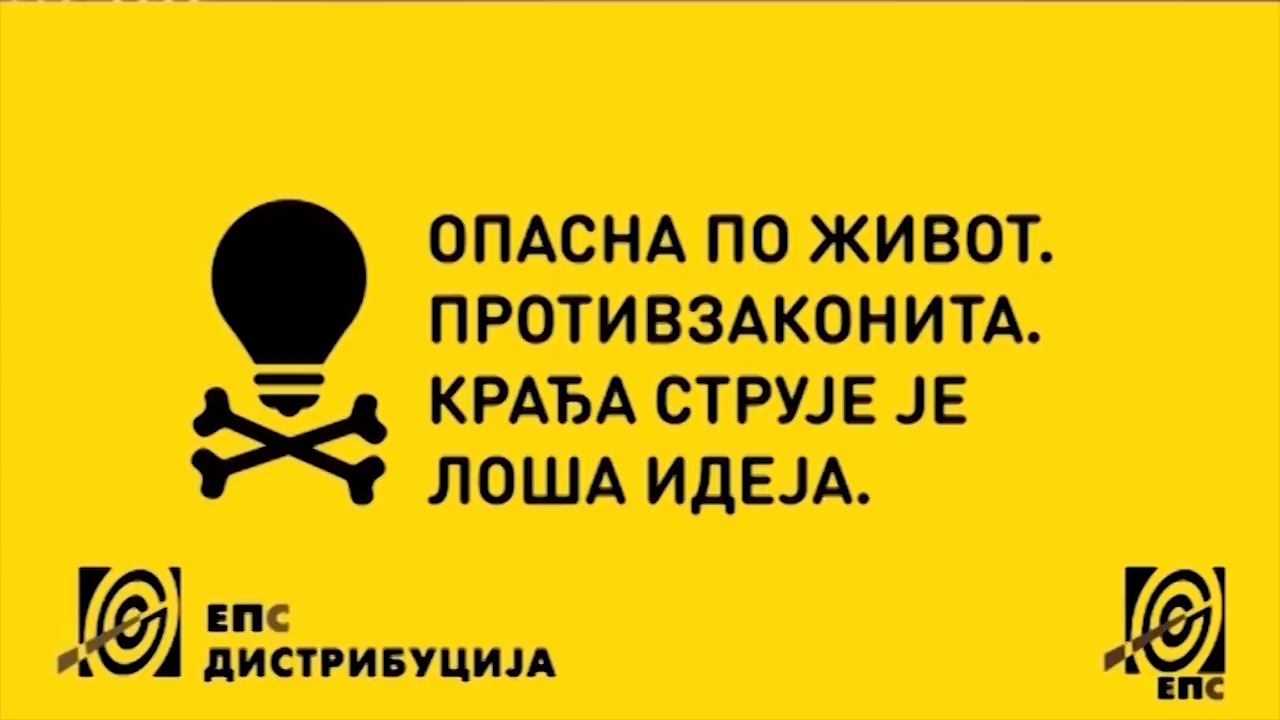 ОПАСНА ПО ЖИВОТ.
ПРОТИВЗАКОНИТА.
КРАЂА СТРУЈЕ ЈЕ
ЛОША ИДЕЈА.
ЕПС
ДИСТРИБУЦИЈА
ЕПС